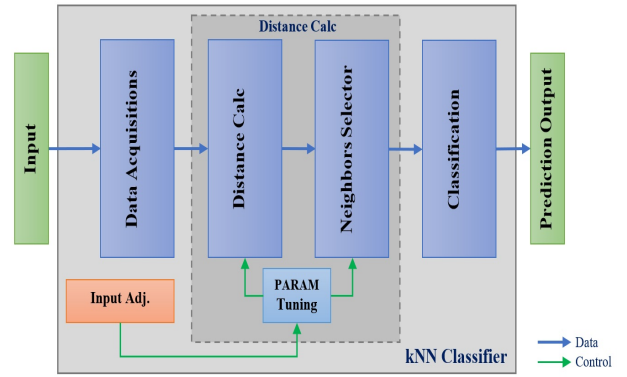 Distance Calc
Input
Data Acquisitions
Distance Calc
Neighbors Selector
Classification
Prediction Output
Input Adj.
PARAM
Tuning
kNN Classifier
Data
Control